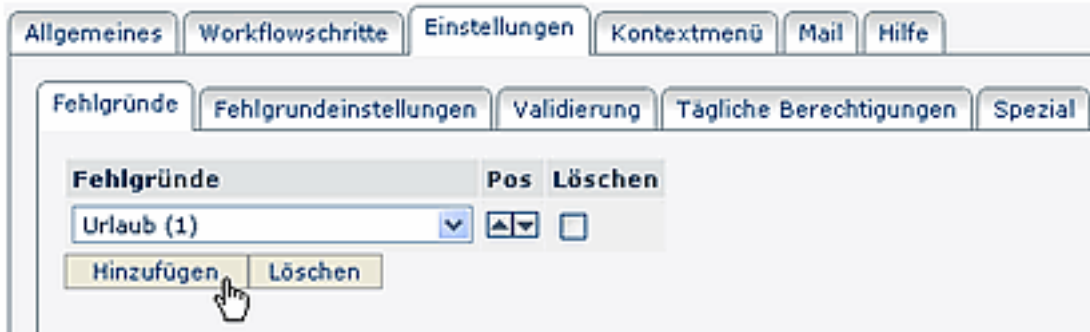 Allgemeines Workflowschritte Einstellungen Kontextmenü Mail Hilfe
Fehlgründe Fehlgrundeinstellungen Validierung Tägliche Berechtigungen Spezial
Fehlgründe Pos Löschen
Urlaub (1)
Hinzufügen Löschen